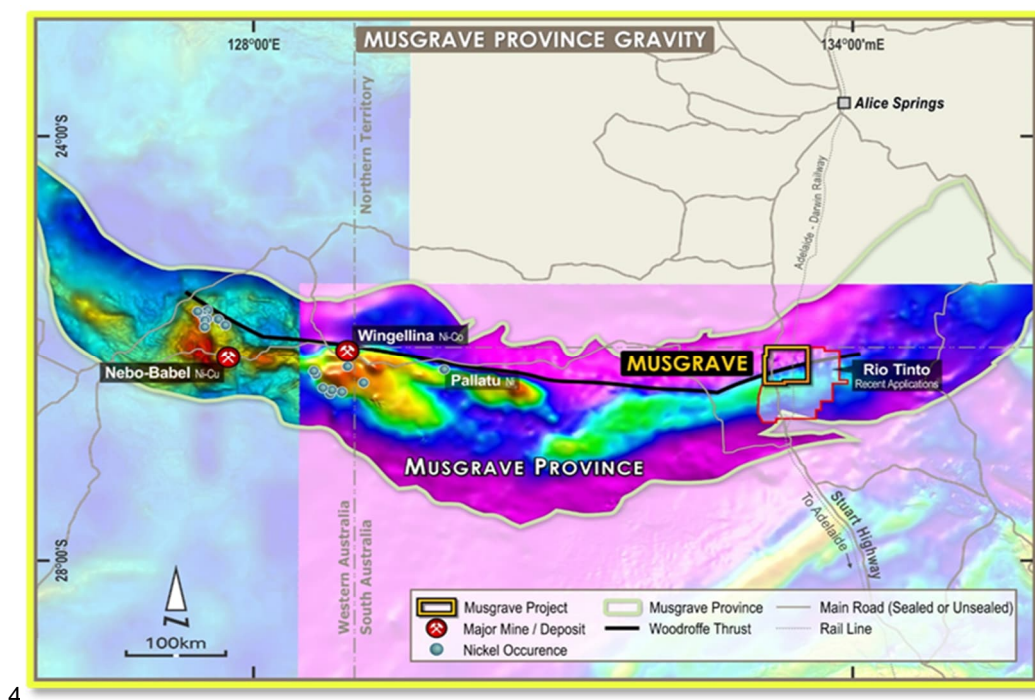 MUSGRAVE PROVINCE GRAVITY
128°00'E
134°00'mE
24°00'S
28°00'S
Northern Territory
Alice Springs
Adelaide - Darwin Railway
Wingellina Ni-Co
Nebo-Babel Ni-Cu
Pallatu Ni
MUSGRAVE
Rio Tinto
Recent Applications
MUSGRAVE PROVINCE
Western Australia
South Australia
Stuart Highway
To Adelaide
N
100km
Musgrave Project
Musgrave Province
Main Road (Sealed or Unsealed)
Major Mine / Deposit
Woodroffe Thrust
Rail Line
Nickel Occurence
4